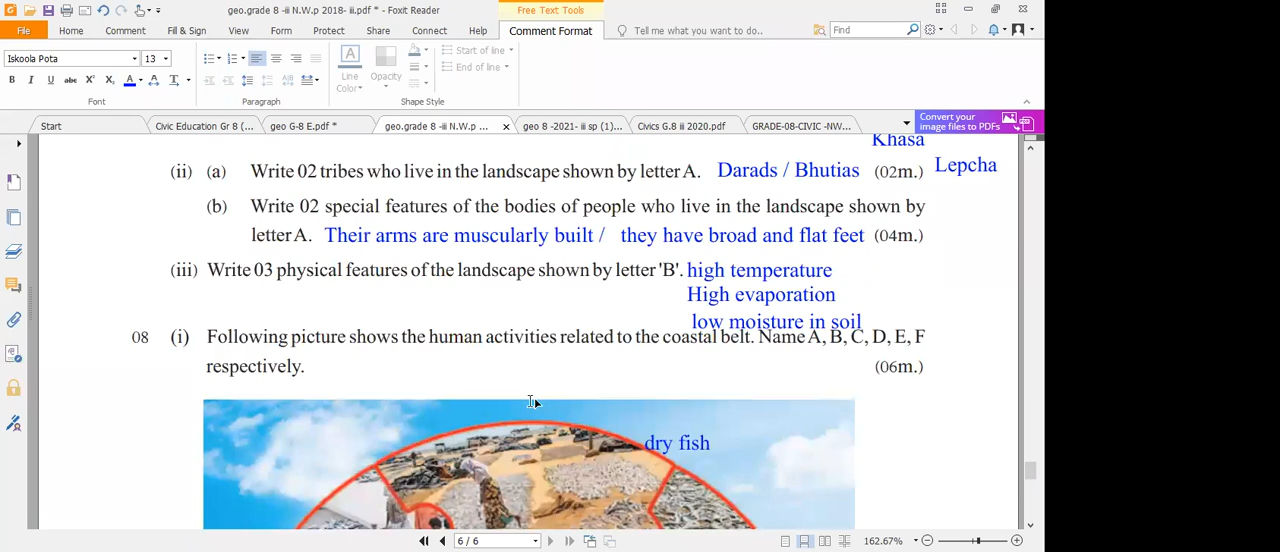 geo.grade 8 -ii N.W.p 2018- ii.pdf * - Foxit Reader
Free Text Tools
File Home Comment Fill & Sign View Form Protect Share Connect Help Comment Format Tell me what you want to do.. Find
Iskoola Pota 13
Line Color Opacity
Start of line
End of line
B I U abc X² X₂ A A T
Font Paragraph Shape Style
Start Civic Education Gr 8 (... geo G-8 E.pdf * geo.grade 8 -ii N.W.p ... geo 8 -2021- ii sp (1)... Civics G.8 ii 2020.pdf GRADE-08-CIVIC -NW...
Convert your
image files to PDFs
Khasa
(ii) (a) Write 02 tribes who live in the landscape shown by letter A. Darads / Bhutias (02m.) Lepcha
(b) Write 02 special features of the bodies of people who live in the landscape shown by
letter A. Their arms are muscularly built / they have broad and flat feet (04m.)
(iii) Write 03 physical features of the landscape shown by letter 'B'. high temperature
High evaporation
low moisture in soil
08 (i) Following picture shows the human activities related to the coastal belt. Name A, B, C, D, E, F
respectively. (06m.)
dry fish
6 / 6 162.67%